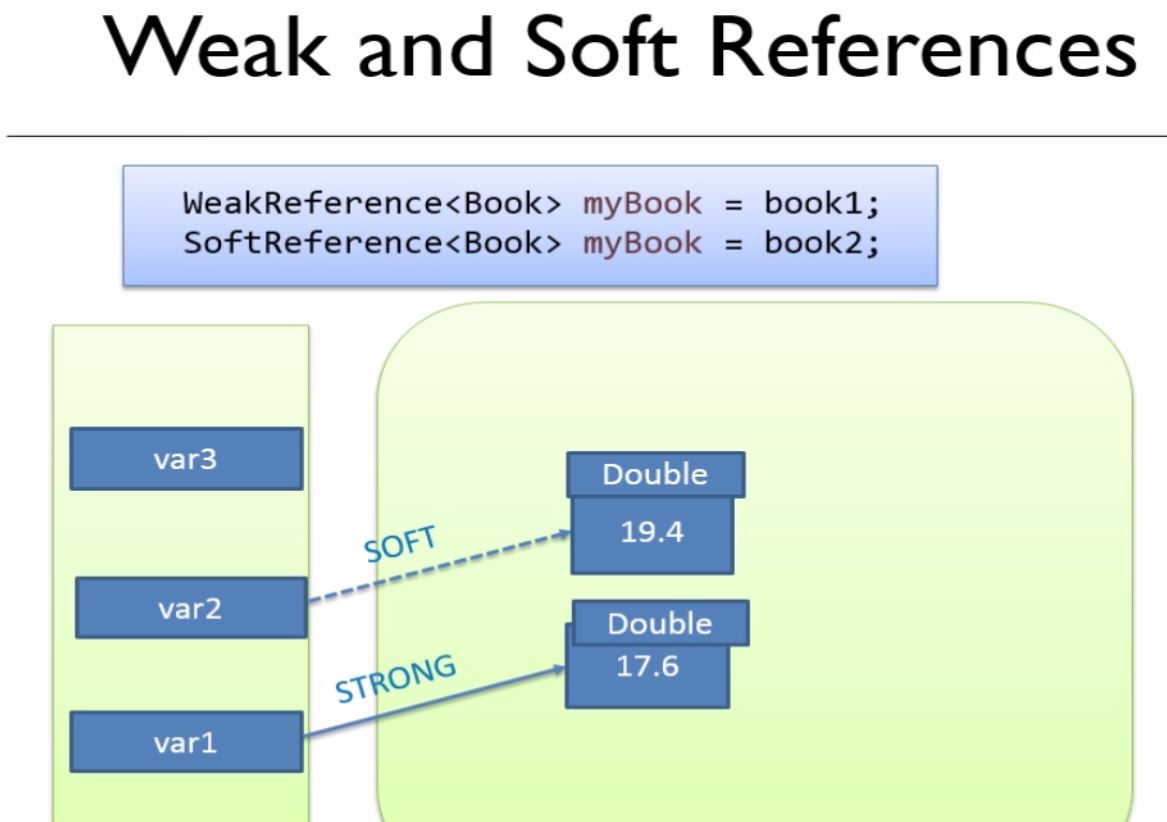 Weak and Soft References
WeakReference<Book> myBook = book1;
SoftReference<Book> myBook = book2;
var3
Double
19.4
SOFT
var2
Double
17.6
STRONG
var1